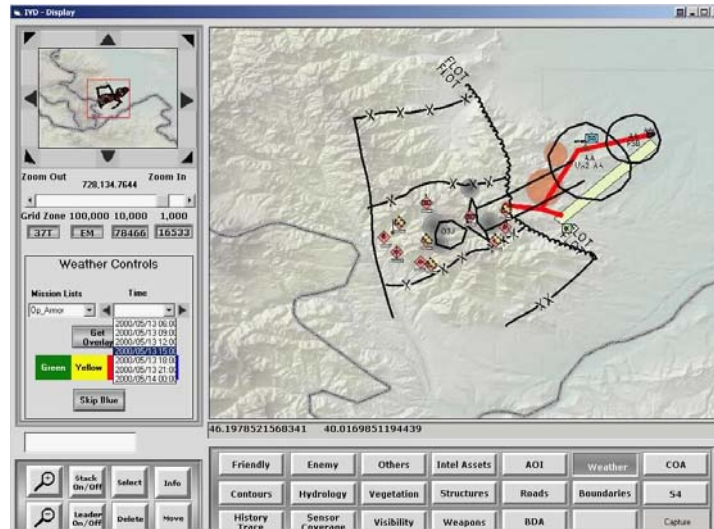 IVD - Display
Zoom Out Zoom In
728,134.7644
Grid Zone 100,000 10,000 1,000
37T EM 78466 16533
Weather Controls
Mission Lists Time
Op_Armor
2000/05/13 06:00
2000/05/13 09:00
2000/05/13 12:00
2000/05/13 15:00
2000/05/13 18:00
2000/05/13 21:00
2000/05/14 00:00
Get
Overlay
Green Yellow
Skip Blue
FLOT
FLOT
AA
AA
OBJ
FLOT
X X
X
X X
X
X X
XX
46.1978521568341 40.0169851194439
Stack
On/Off
Select Info
Leader
On/Off
Delete Move
Friendly Enemy Others Intel Assets AOI Weather COA
Contours Hydrology Vegetation Structures Roads Boundaries S4
History
Trace
Sensor
Coverage
Visibility Weapons BDA Capture